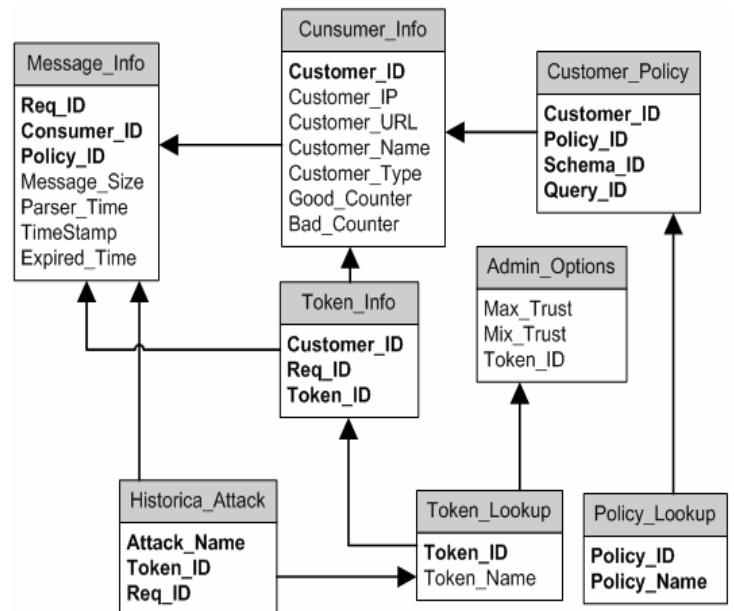 Message_Info
Req_ID
Consumer_ID
Policy_ID
Message_Size
Parser_Time
TimeStamp
Expired_Time
Cunsumer_Info
Customer_ID
Customer_IP
Customer_URL
Customer_Name
Customer_Type
Good_Counter
Bad_Counter
Customer_Policy
Customer_ID
Policy_ID
Schema_ID
Query_ID
Token_Info
Customer_ID
Req_ID
Token_ID
Admin_Options
Max_Trust
Mix_Trust
Token_ID
Historica_Attack
Attack_Name
Token_ID
Req_ID
Token_Lookup
Token_ID
Token_Name
Policy_Lookup
Policy_ID
Policy_Name